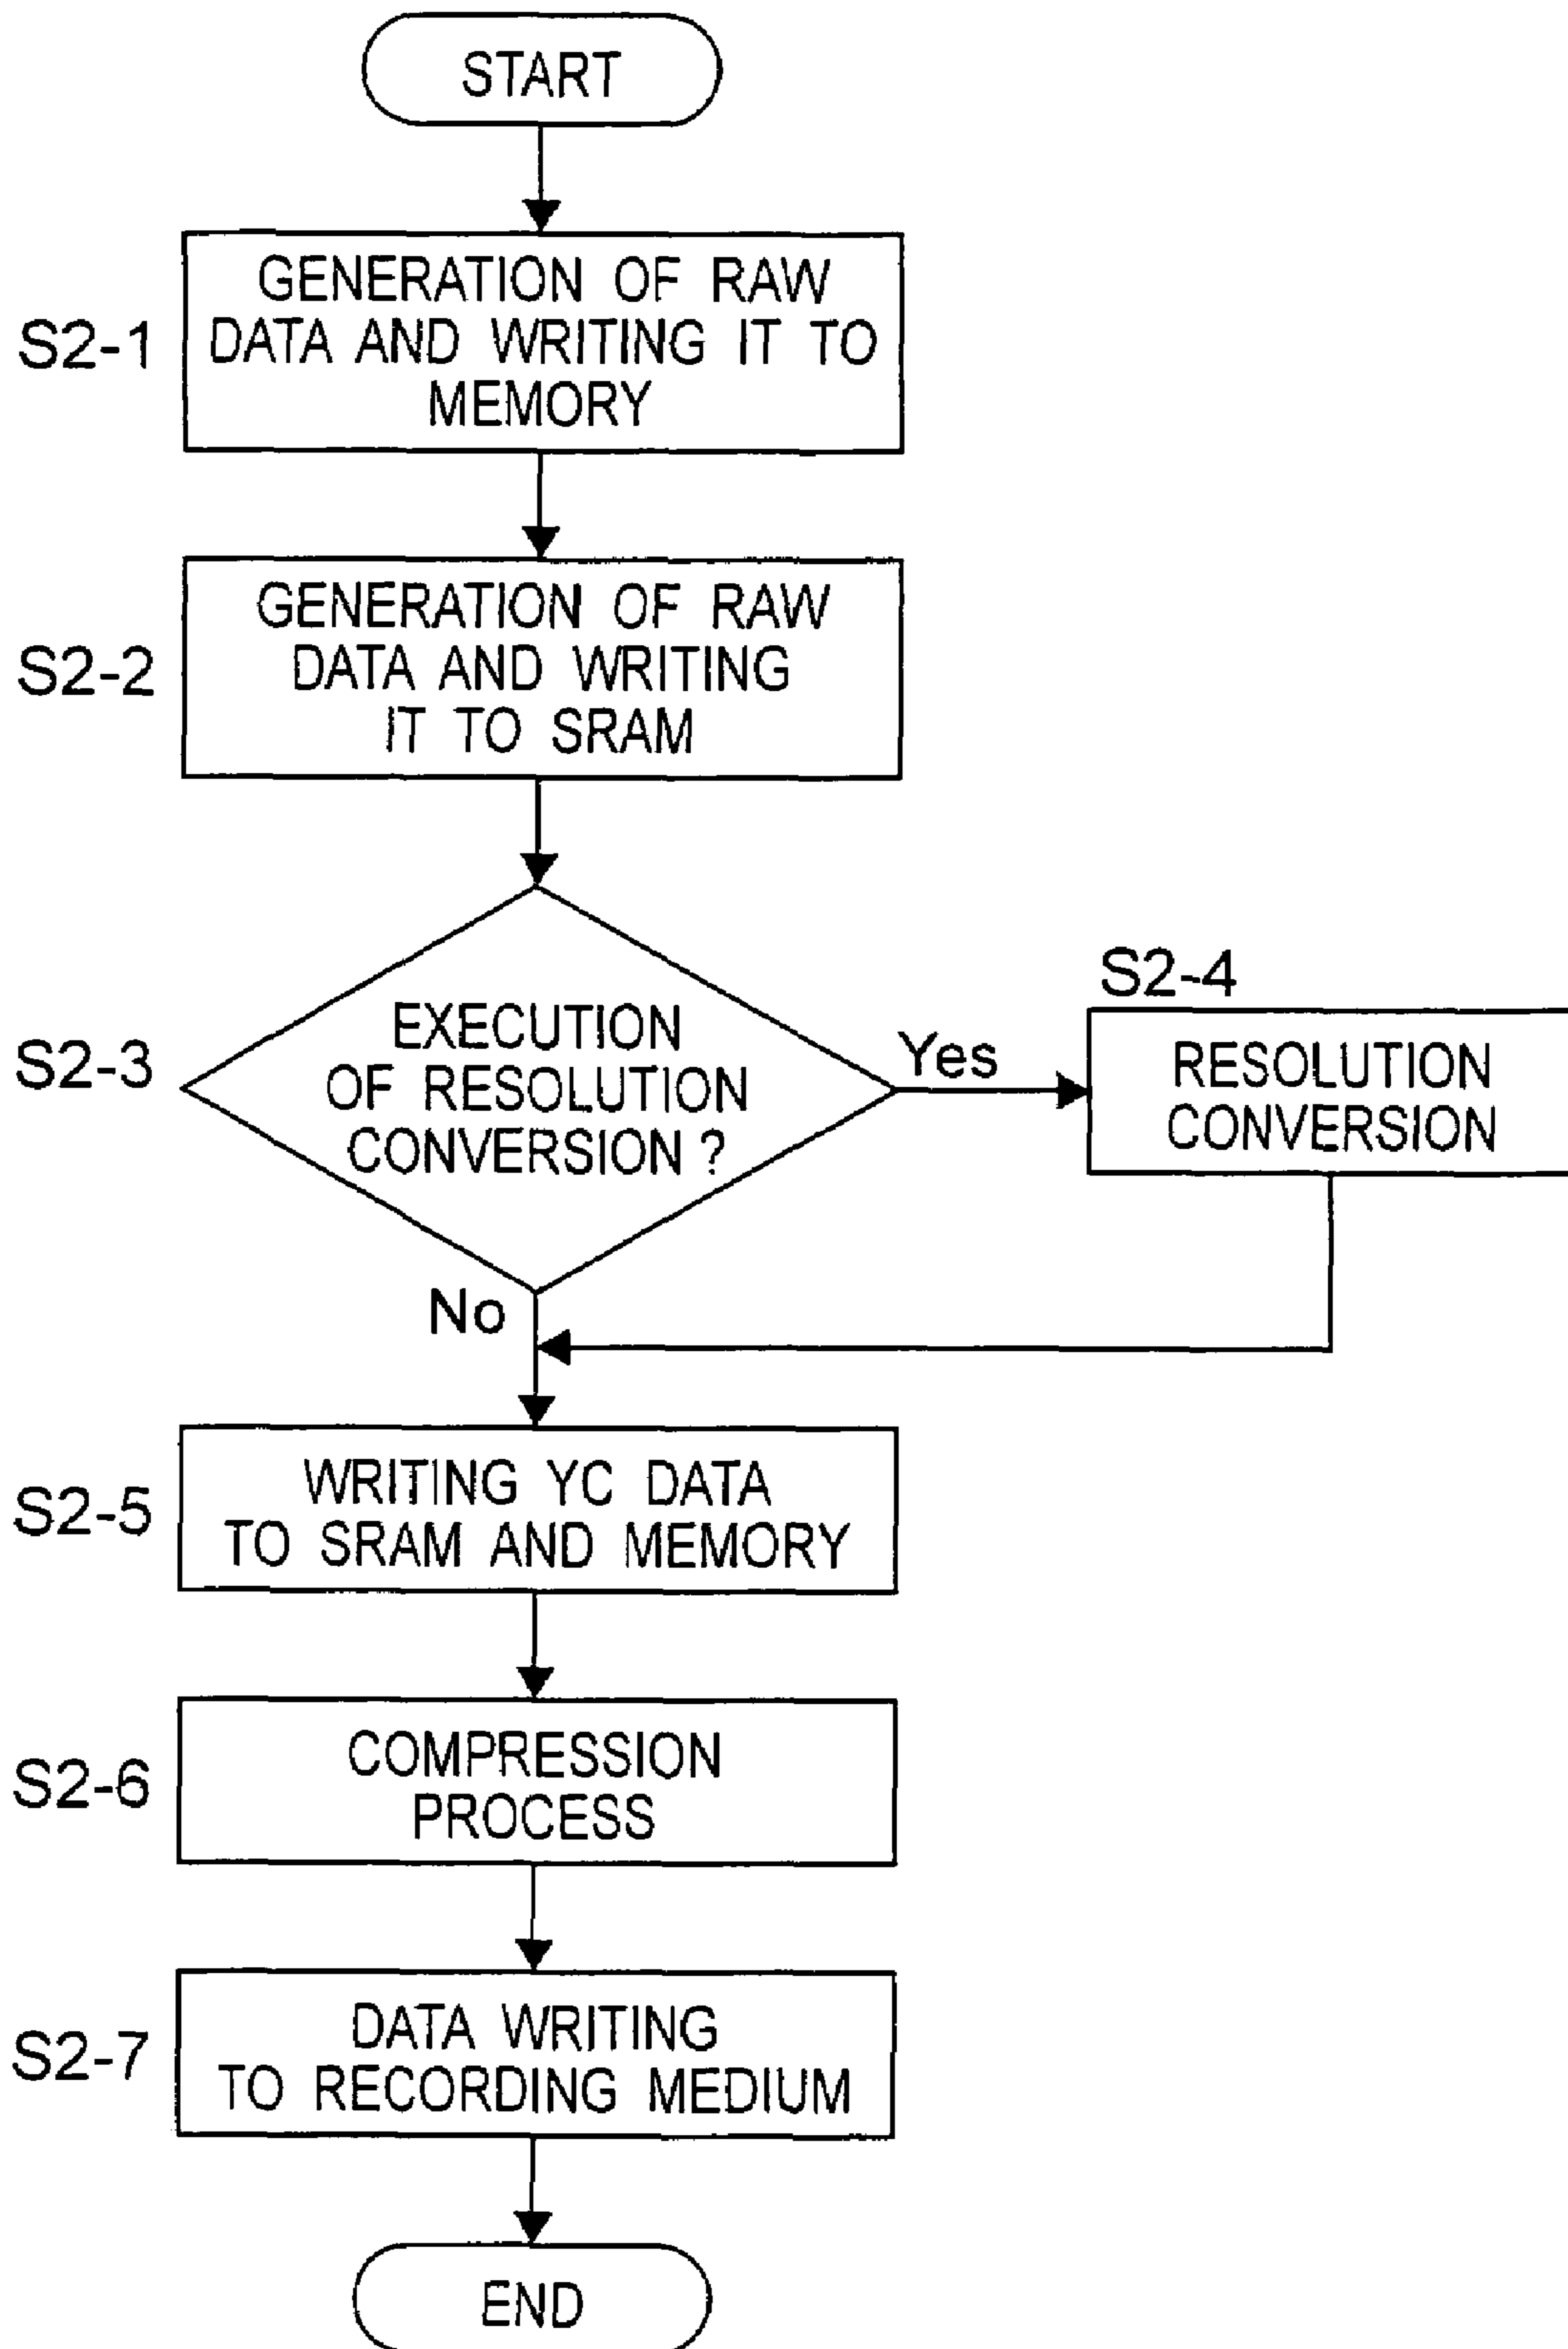 START
S2-1
GENERATION OF RAW
DATA AND WRITING IT TO
MEMORY
S2-2
GENERATION OF RAW
DATA AND WRITING
IT TO SRAM
S2-3
EXECUTION
OF RESOLUTION
CONVERSION ?
Yes
S2-4
RESOLUTION
CONVERSION
No
S2-5
WRITING YC DATA
TO SRAM AND MEMORY
S2-6
COMPRESSION
PROCESS
S2-7
DATA WRITING
TO RECORDING MEDIUM
END